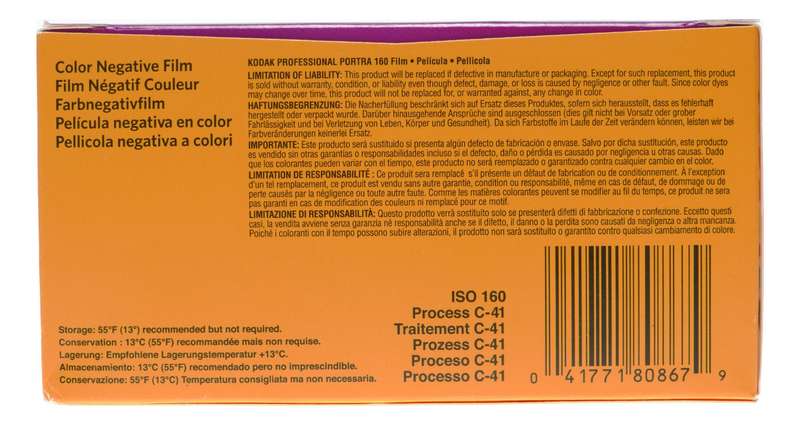 Color Negative Film
Film Négatif Couleur
Farbnegativfilm
Película negativa en color
Pellicola negativa a colori
KODAK PROFESSIONAL PORTRA 160 Film • Película • Pellicola
LIMITATION OF LIABILITY: This product will be replaced if defective in manufacture or packaging. Except for such replacement, this product
is sold without warranty, condition, or liability even though defect, damage, or loss is caused by negligence or other fault. Since color dyes
may change over time, this product will not be replaced for, or warranted against, any change in color.
HAFTUNGSBEGRENZUNG: Die Nacherfüllung beschränkt sich auf Ersatz dieses Produktes, sofern sich herausstellt, dass es fehlerhaft
hergestellt oder verpackt wurde. Darüber hinausgehende Ansprüche sind ausgeschlossen (dies gilt nicht bei Vorsatz oder grober
Fahrlässigkeit und bei Verletzung von Leben, Körper und Gesundheit). Da sich Farbstoffe im Laufe der Zeit verändern können, leisten wir bei
Farbveränderungen keinerlei Ersatz.
IMPORTANTE: Este producto será sustituido si presenta algún defecto de fabricación o envase. Salvo por dicha sustitución, este producto
es vendido sin otras garantías o responsabilidades incluso si el defecto, daño o pérdida es causado por negligencia u otras causas. Dado
que los colorantes pueden variar con el tiempo, este producto no será reemplazado o garantizado contra cualquier cambio en el color.
LIMITATION DE RESPONSABILITÉ : Ce produit sera remplacé s'il présente un défaut de fabrication ou de conditionnement. À l'exception
d'un tel remplacement, ce produit est vendu sans autre garantie, condition ou responsabilité, même en cas de défaut, de dommage ou de
perte causés par la négligence ou toute autre faute. Comme les matières colorantes peuvent se modifier au fil du temps, ce produit ne sera
pas garanti en cas de modification des couleurs ni remplacé pour ce motif.
LIMITAZIONE DI RESPONSABILITÀ: Questo prodotto verrà sostituito solo se presenterà difetti di fabbricazione o confezione. Eccetto questi
casi, la vendita avviene senza garanzia né responsabilità anche se il difetto, il danno o la perdita sono causati da negligenza o altra mancanza.
Poiché i coloranti con il tempo possono subire alterazioni, il prodotto non sarà sostituito o garantito contro qualsiasi cambiamento di colore.
ISO 160
Process C-41
Traitement C-41
Prozess C-41
Proceso C-41
Processo C-41
Storage: 55°F (13°) recommended but not required.
Conservation : 13°C (55°F) recommandée mais non requise.
Lagerung: Empfohlene Lagerungstemperatur +13°C.
Almacenamiento: 13°C (55°F) recomendado pero no imprescindible.
Conservazione: 55°F (13°C) Temperatura consigliata ma non necessaria.
0 41771 80867 9